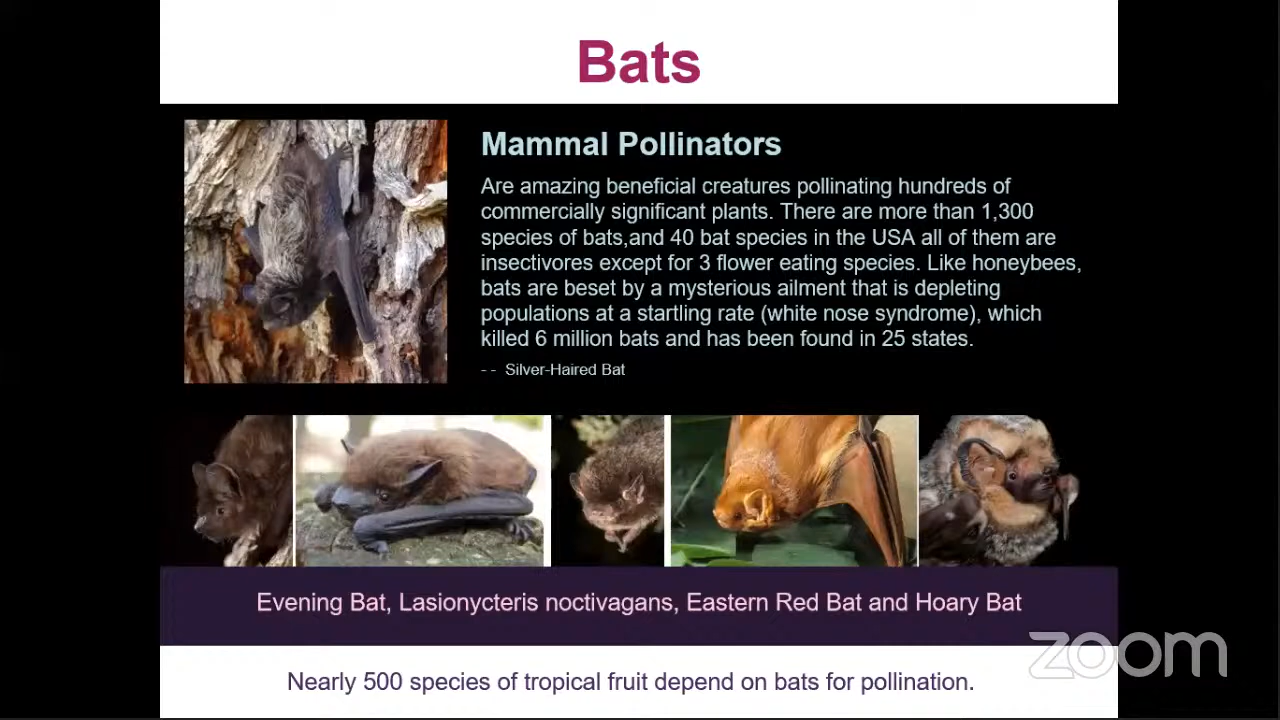 Bats
Mammal Pollinators
Are amazing beneficial creatures pollinating hundreds of
commercially significant plants. There are more than 1,300
species of bats,and 40 bat species in the USA all of them are
insectivores except for 3 flower eating species. Like honeybees,
bats are beset by a mysterious ailment that is depleting
populations at a startling rate (white nose syndrome), which
killed 6 million bats and has been found in 25 states.
- - Silver-Haired Bat
Evening Bat, Lasionycteris noctivagans, Eastern Red Bat and Hoary Bat
zoom
Nearly 500 species of tropical fruit depend on bats for pollination.